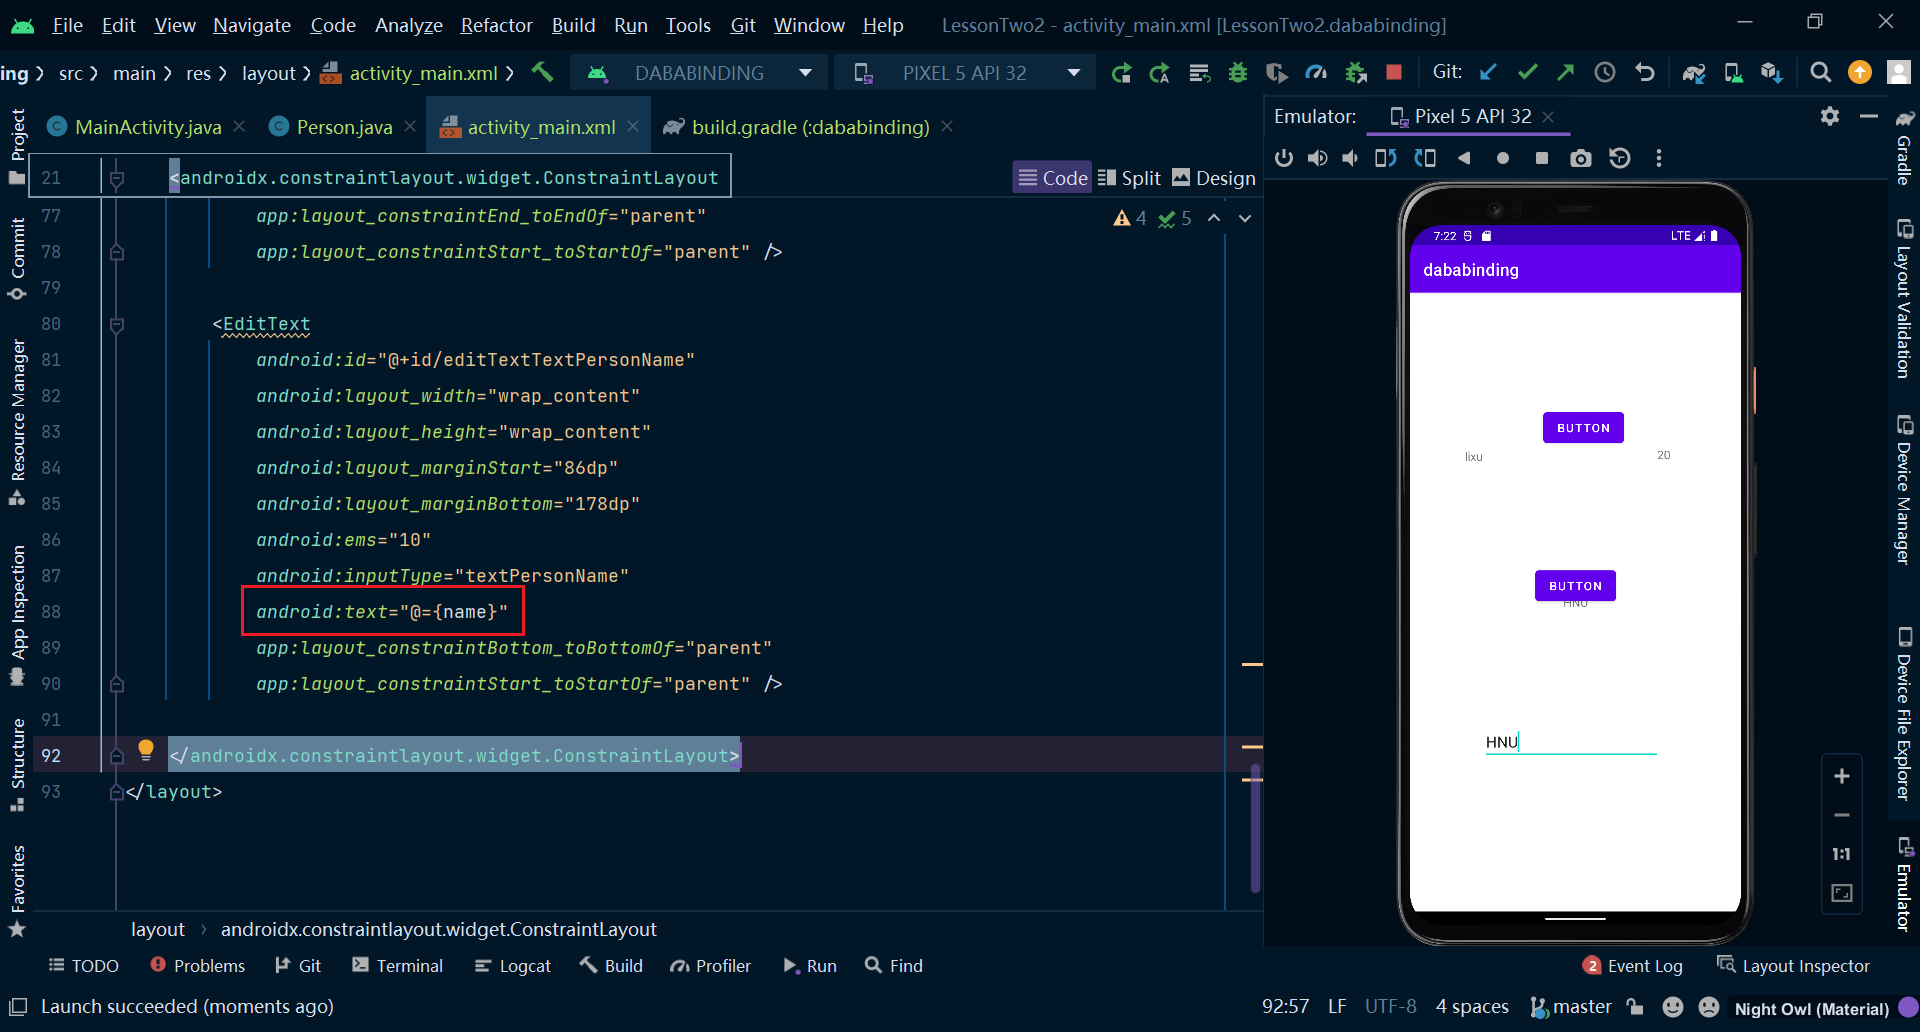 File Edit View Navigate Code Analyze Refactor Build Run Tools Git Window Help LessonTwo2 - activity_main.xml [LessonTwo2.dababinding]
ing src main res layout activity_main.xml DABABINDING PIXEL 5 API 32 Git:
MainActivity.java Person.java activity_main.xml build.gradle (:dababinding)
Emulator: Pixel 5 API 32
Code Split Design
4 5
21 <androidx.constraintlayout.widget.ConstraintLayout
77 app:layout_constraintEnd_toEndOf="parent"
78 app:layout_constraintStart_toStartOf="parent" />
79
80 <EditText
81 android:id="@+id/editTextTextPersonName"
82 android:layout_width="wrap_content"
83 android:layout_height="wrap_content"
84 android:layout_marginStart="86dp"
85 android:layout_marginBottom="178dp"
86 android:ems="10"
87 android:inputType="textPersonName"
88 android:text="@={name}"
89 app:layout_constraintBottom_toBottomOf="parent"
90 app:layout_constraintStart_toStartOf="parent" />
91
92 </androidx.constraintlayout.widget.ConstraintLayout>
93 </layout>
layout androidx.constraintlayout.widget.ConstraintLayout
Project
Commit
Resource Manager
App Inspection
Structure
Favorites
7:22 LTE
dababinding
BUTTON
lixu 20
BUTTON
HNU
HNU
1:1
Gradle
Layout Validation
Device Manager
Device File Explorer
Emulator
TODO Problems Git Terminal Logcat Build Profiler Run Find 2 Event Log Layout Inspector
Launch succeeded (moments ago) 92:57 LF UTF-8 4 spaces master Night Owl (Material)